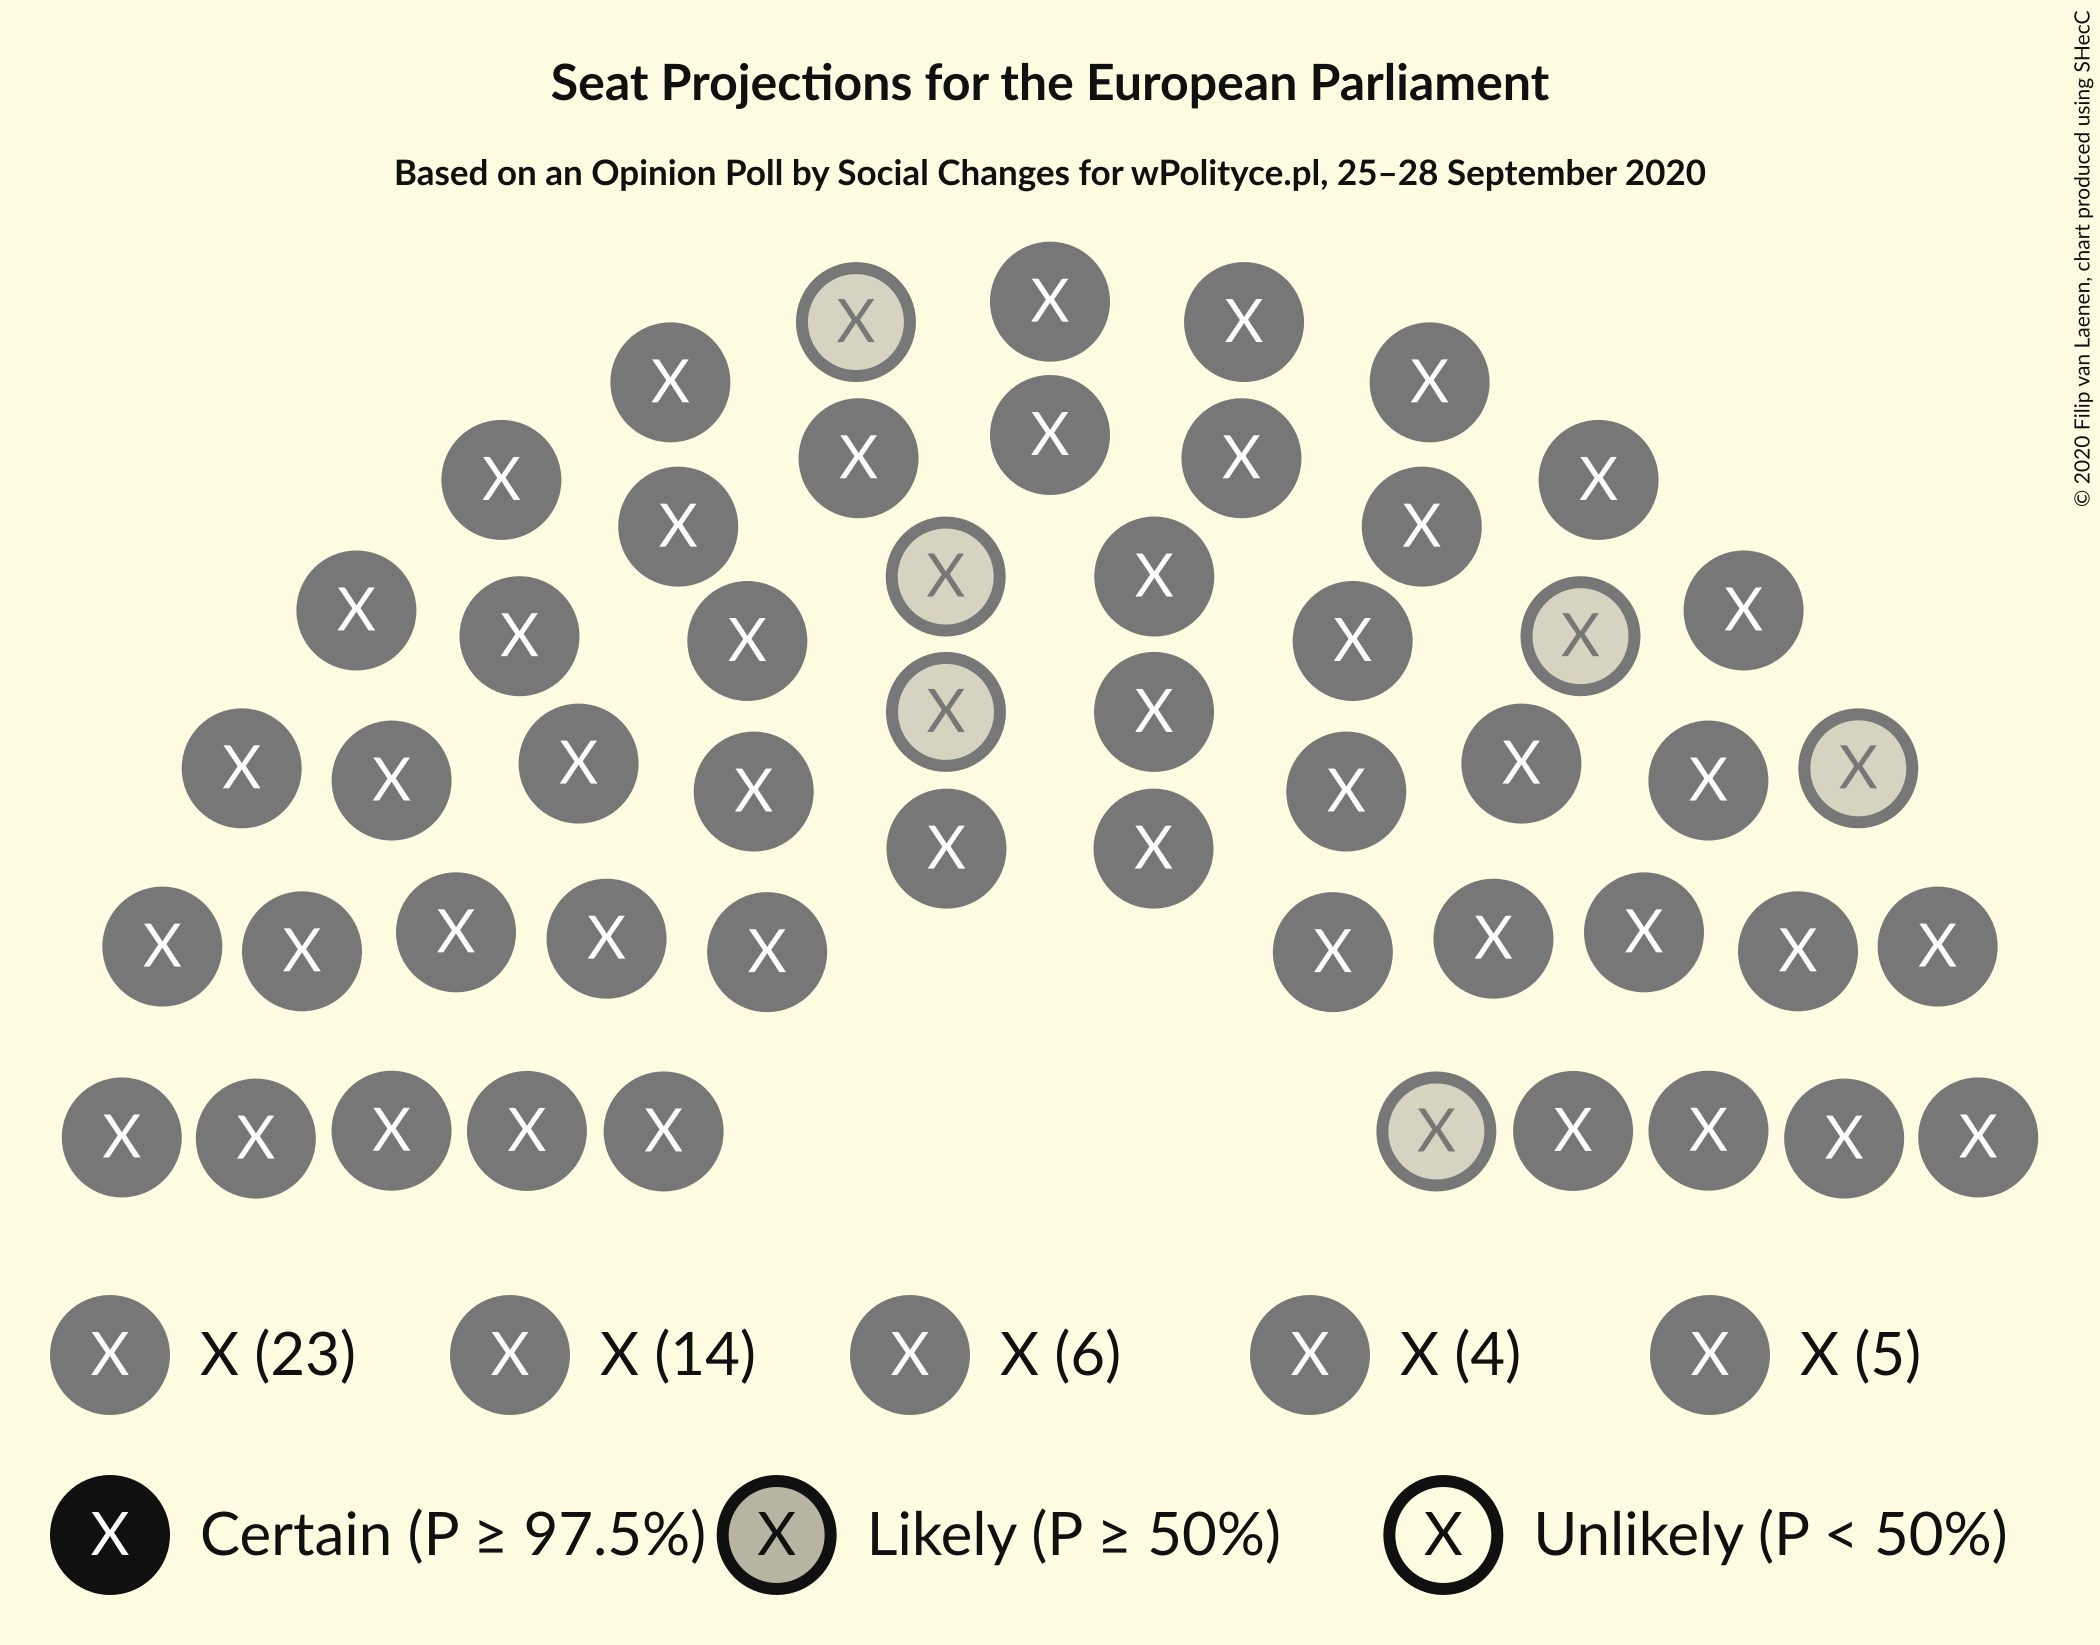 Seat Projections for the European Parliament
Based on an Opinion Poll by Social Changes for wPolityce.pl, 25–28 September 2020
© 2020 Filip van Laenen, chart produced using SHecC
X X X
X X
X X X X X
X X
X X
X X X X X X
X X
X X X X X X X X
X X
X X X X X X X X X X
X X X X X X X X X X
X X (23) X X (14) X X (6) X X (4) X X (5)
X Certain (P ≥ 97.5%) X Likely (P ≥ 50%) X Unlikely (P < 50%)